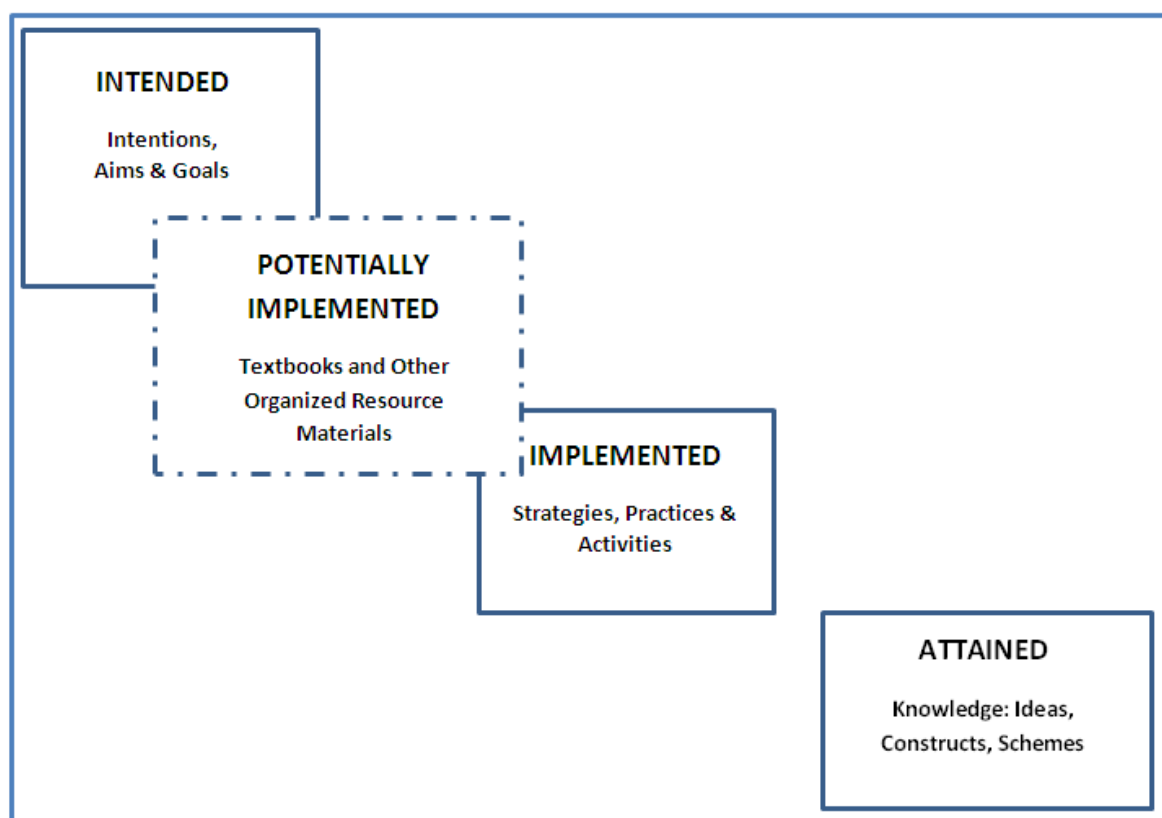 INTENDED
Intentions,
Aims & Goals
POTENTIALLY
IMPLEMENTED
Textbooks and Other
Organized Resource
Materials
IMPLEMENTED
Strategies, Practices &
Activities
ATTAINED
Knowledge: Ideas,
Constructs, Schemes